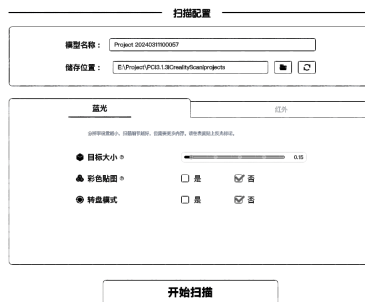 扫描配置
模型名称： Project 20240311100057
储存位置： E:\Project\PCI3.1.3\CrealityScan\projects
蓝光 红外
目标大小 0.15
彩色贴图 是 否
转盘模式 是 否
开始扫描